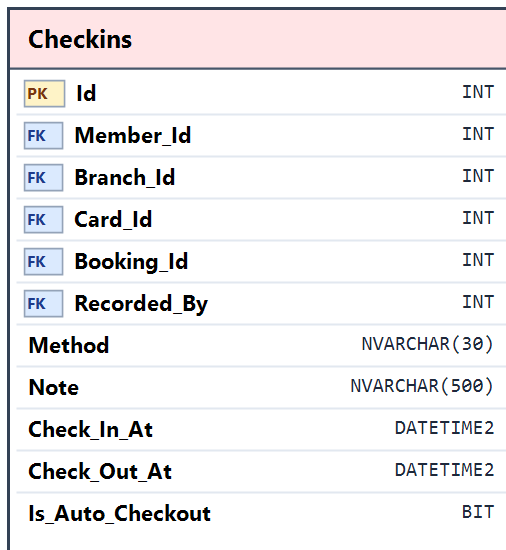 Checkins
PK Id INT
FK Member_Id INT
FK Branch_Id INT
FK Card_Id INT
FK Booking_Id INT
FK Recorded_By INT
Method NVARCHAR(30)
Note NVARCHAR(500)
Check_In_At DATETIME2
Check_Out_At DATETIME2
Is_Auto_Checkout BIT